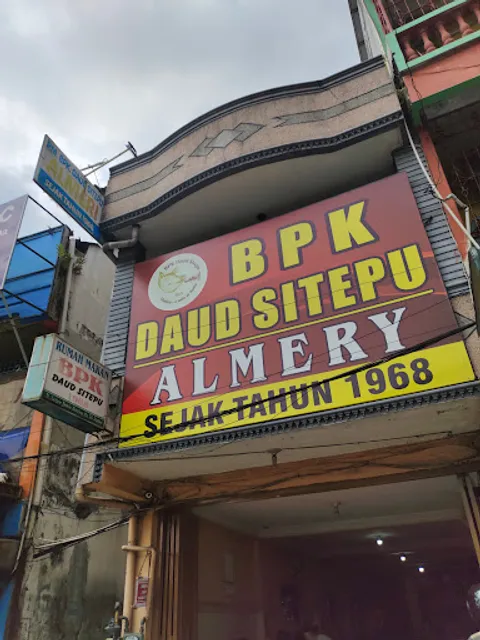 BPK
DAUD SITEPU
ALMERY
SEJAK TAHUN 1968
RUMAH MAKAN
BPK
DAUD SITEPU